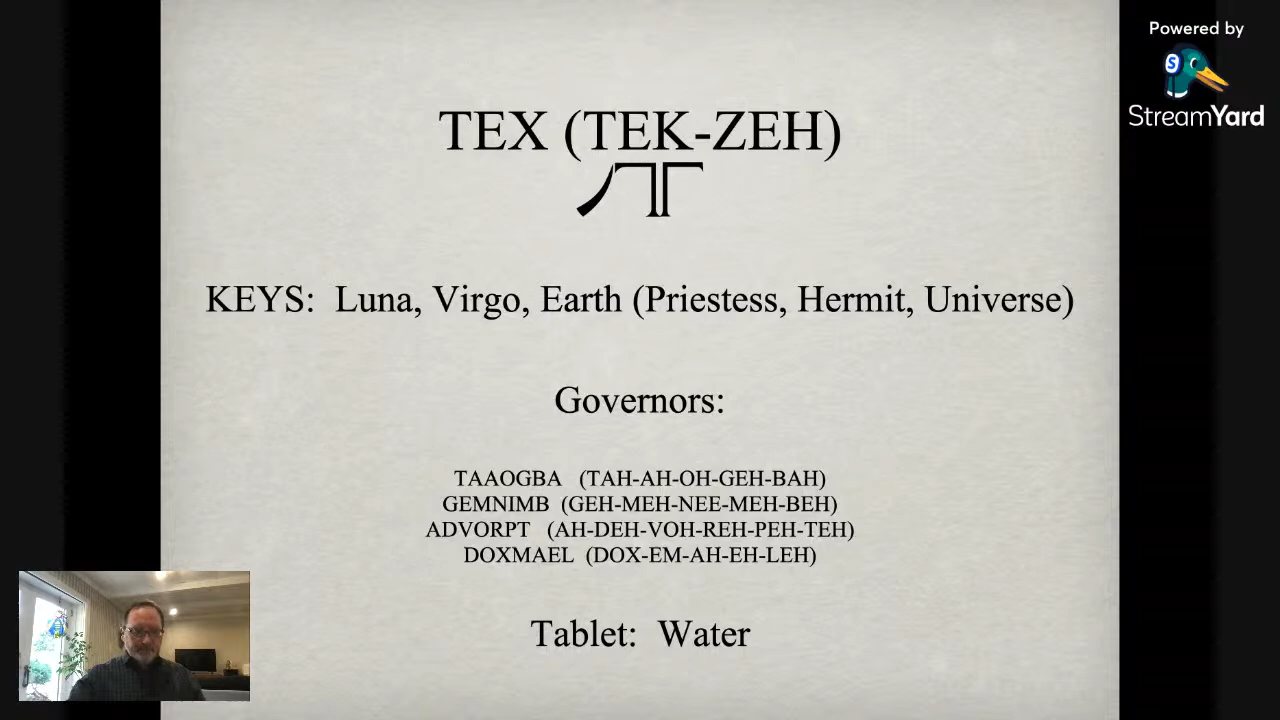 TEX (TEK-ZEH)
KEYS: Luna, Virgo, Earth (Priestess, Hermit, Universe)
Governors:
TAAOGBA (TAH-AH-OH-GEH-BAH)
GEMNIMB (GEH-MEH-NEE-MEH-BEH)
ADVORPT (AH-DEH-VOH-REH-PEH-TEH)
DOXMAEL (DOX-EM-AH-EH-LEH)
Tablet: Water
Powered by
StreamYard